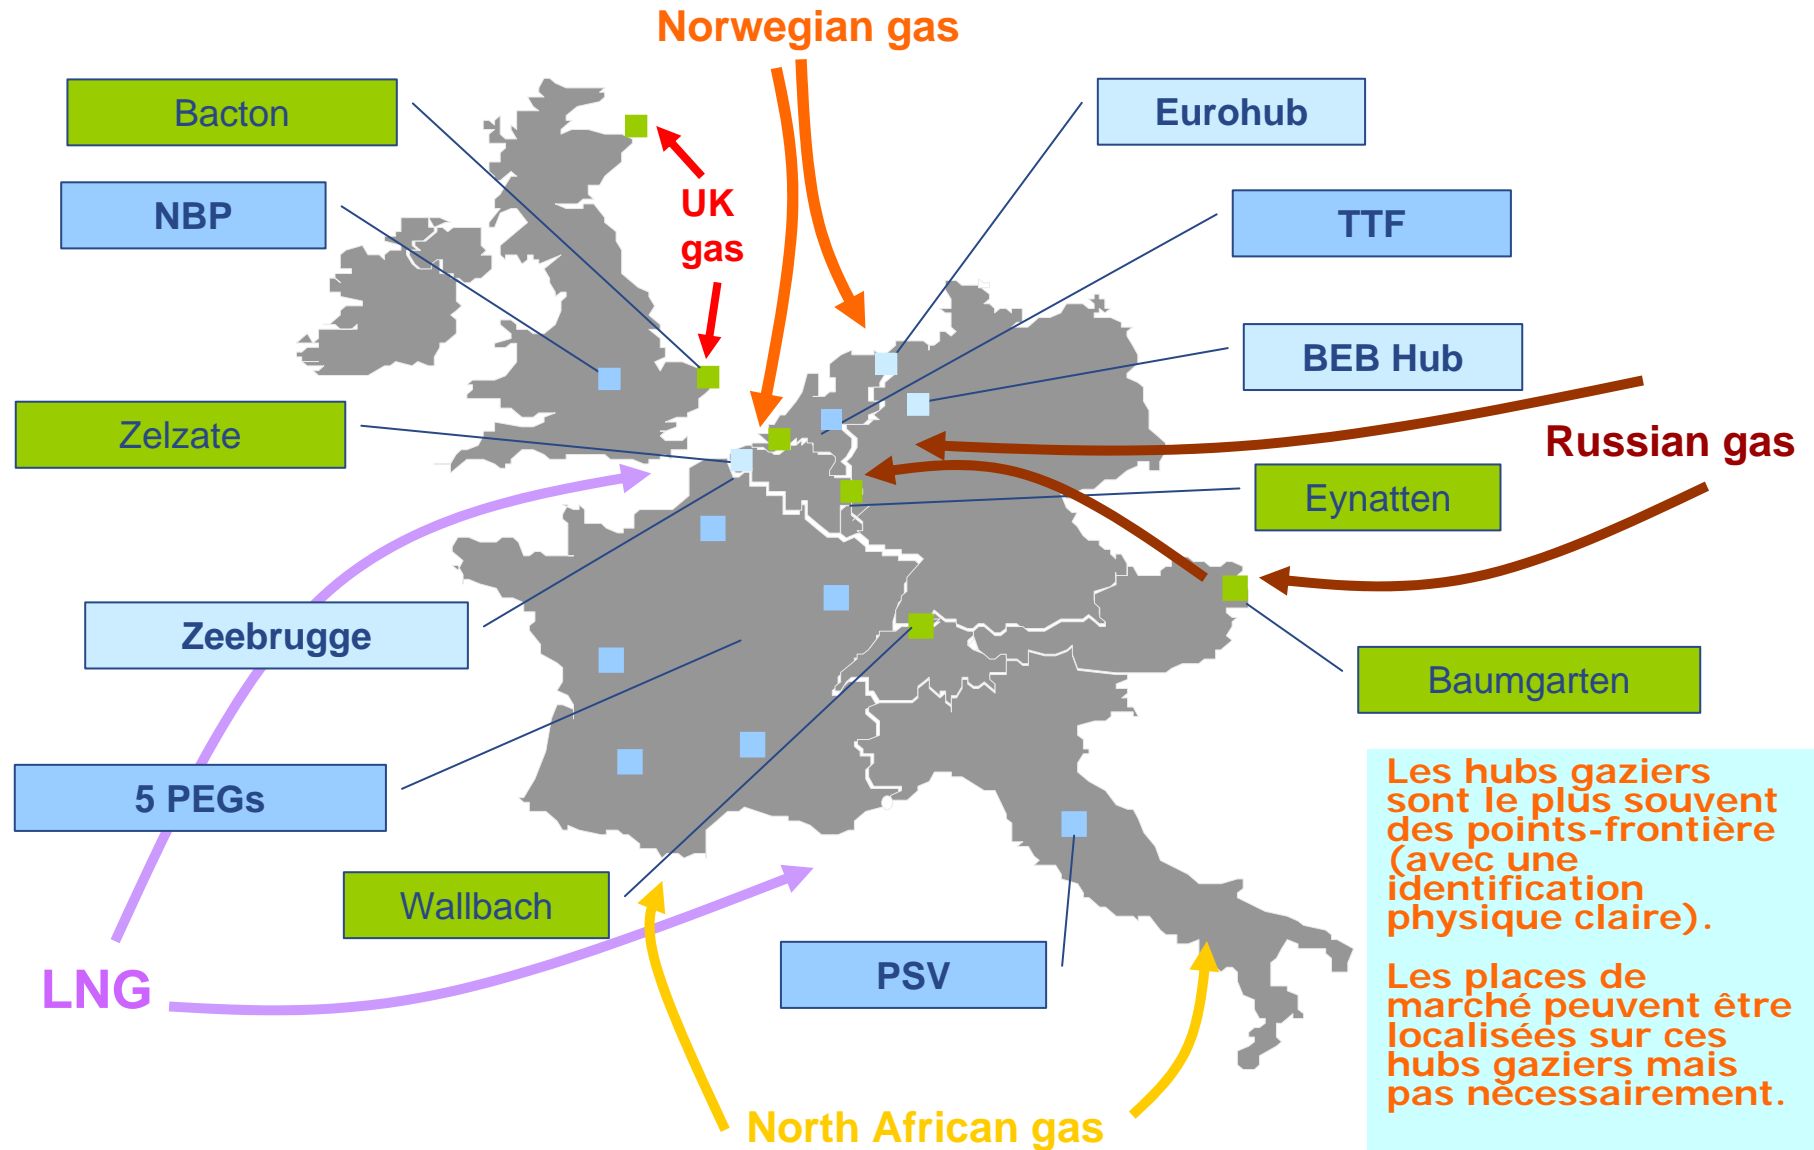 Norwegian gas
Bacton
Eurohub
NBP
UK
gas
TTF
BEB Hub
Zelzate
Russian gas
Eynatten
Zeebrugge
Baumgarten
5 PEGs
Wallbach
PSV
LNG
North African gas
Les hubs gaziers
sont le plus souvent
des points-frontière
(avec une
identification
physique claire).
Les places de
marché peuvent être
localisées sur ces
hubs gaziers mais
pas nécessairement.